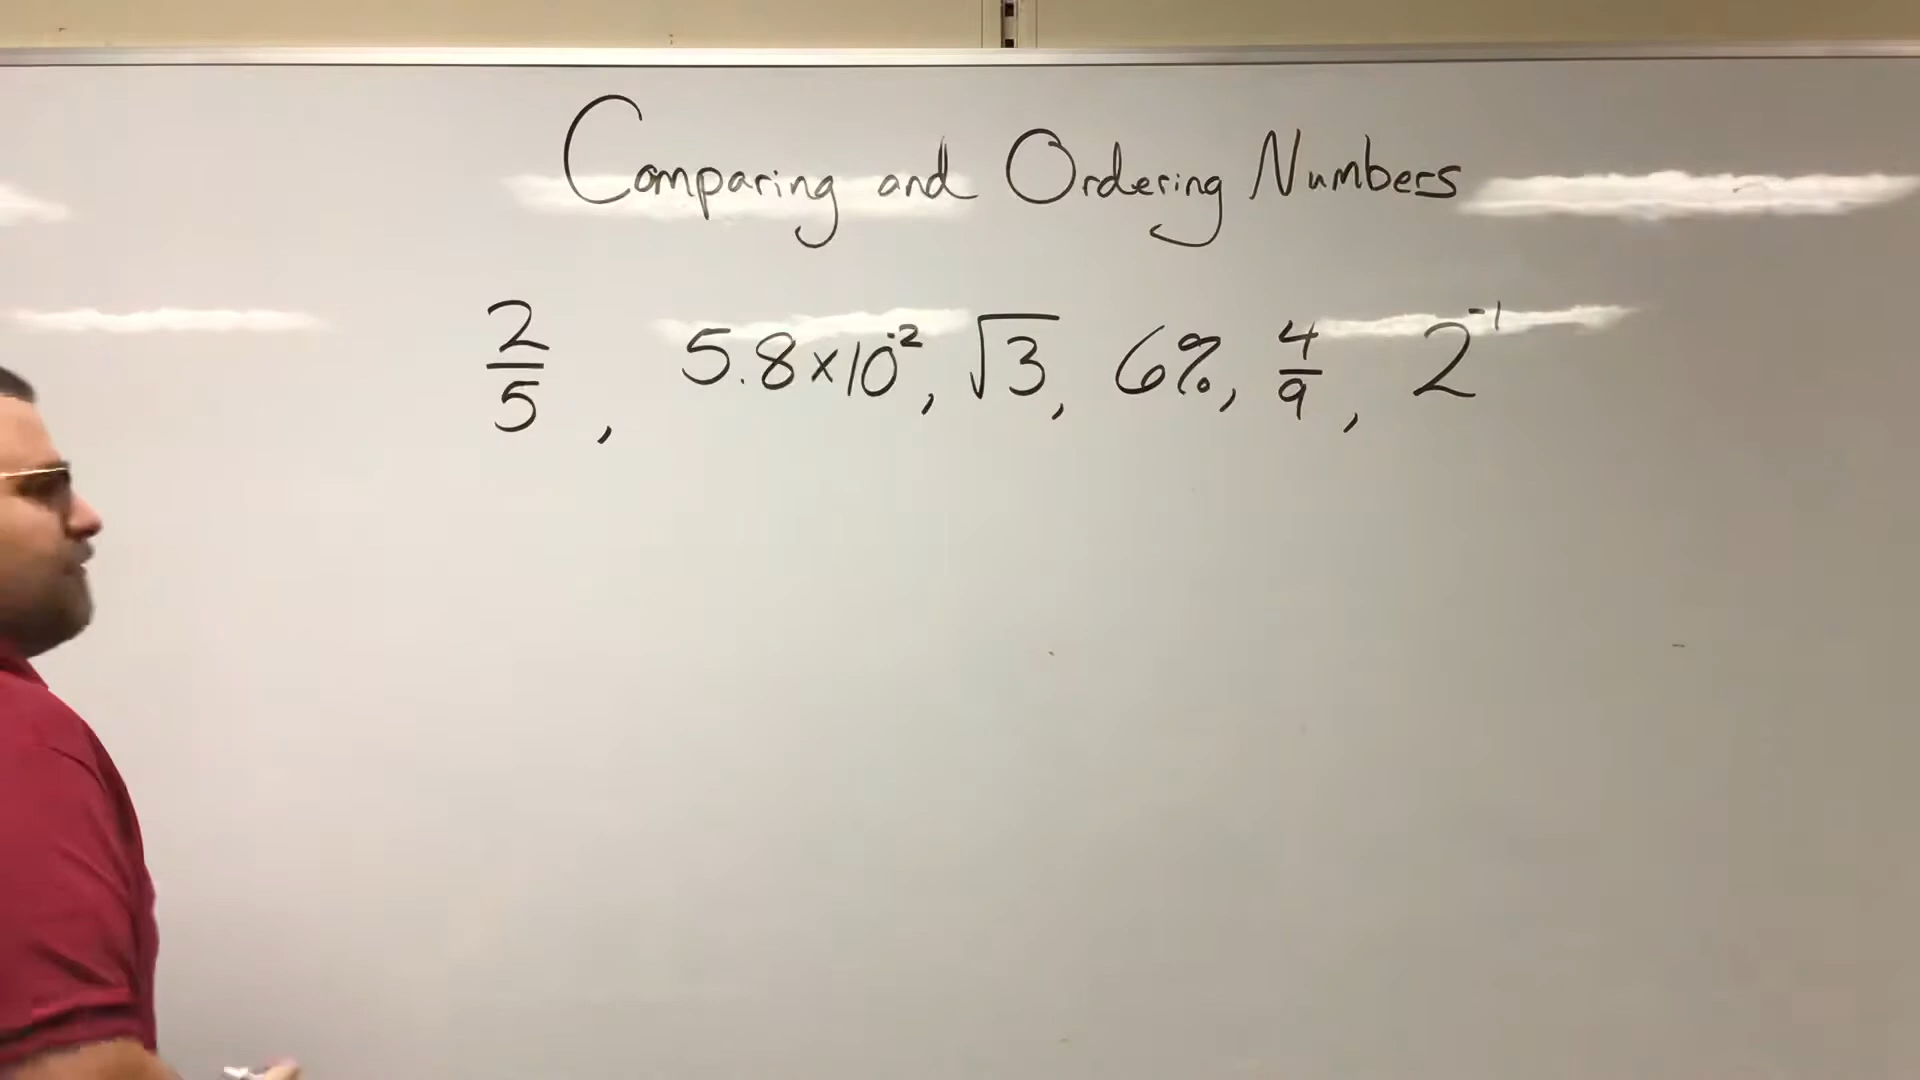 Comparing and Ordering Numbers
2/5, 5.8×10⁻², √3, 6%, 4/9, 2⁻¹